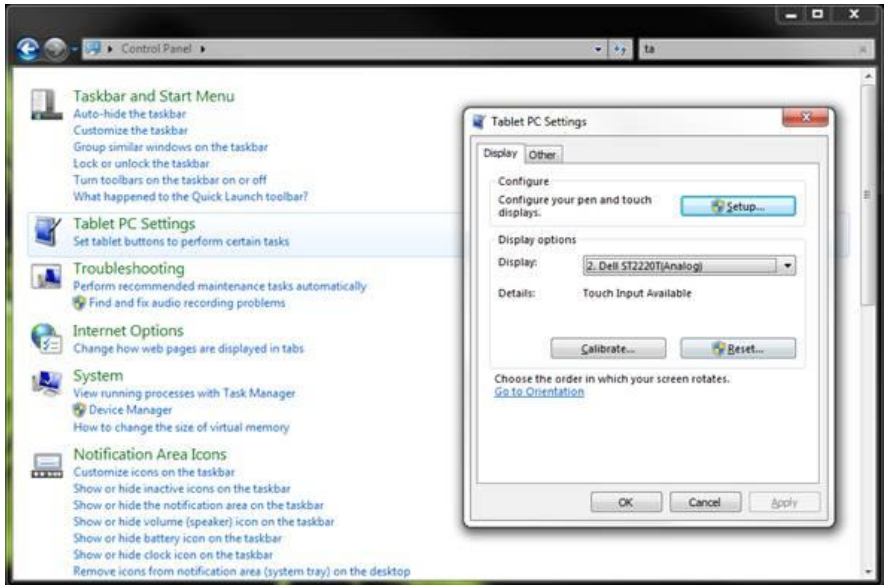 Control Panel
ta
Taskbar and Start Menu
Auto-hide the taskbar
Customize the taskbar
Group similar windows on the taskbar
Lock or unlock the taskbar
Turn toolbars on the taskbar on or off
What happened to the Quick Launch toolbar?
Tablet PC Settings
Set tablet buttons to perform certain tasks
Troubleshooting
Perform recommended maintenance tasks automatically
Find and fix audio recording problems
Internet Options
Change how web pages are displayed in tabs
System
View running processes with Task Manager
Device Manager
How to change the size of virtual memory
Notification Area Icons
Customize icons on the taskbar
Show or hide inactive icons on the taskbar
Show or hide the notification area on the taskbar
Show or hide volume (speaker) icon on the taskbar
Show or hide battery icon on the taskbar
Show or hide clock icon on the taskbar
Remove icons from notification area (system tray) on the desktop
Tablet PC Settings
Display Other
Configure
Configure your pen and touch
displays.
Setup...
Display options
Display: 2. Dell ST2220T(Analog)
Details: Touch Input Available
Calibrate... Reset...
Choose the order in which your screen rotates.
Go to Orientation
OK Cancel Apply